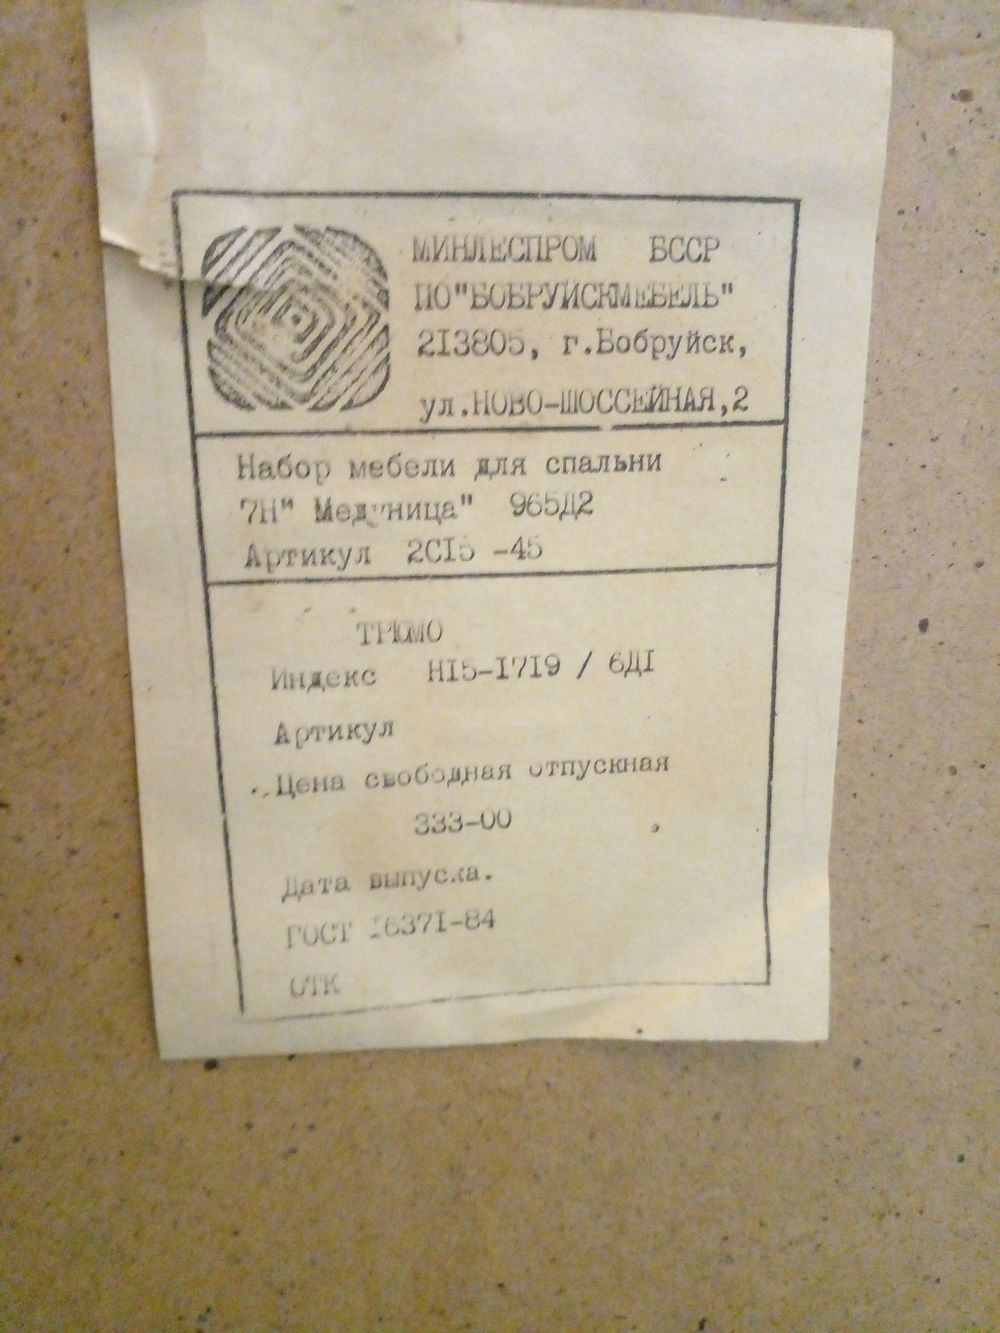 МИНЛЕСПРОМ БССР
ПО"БОБРУЙСКМЕБЕЛЬ"
213805, г.Бобруйск,
ул.НОВО-ШОССЕЙНАЯ,2
Набор мебели для спальни
7Н" Медуница" 965Д2
Артикул 2С15 -45
ТРЮМО
Индекс Н15-1719 / 6Д1
Артикул
Цена свободная отпускная
333-00
Дата выпуска.
ГОСТ 16371-84
ОТК